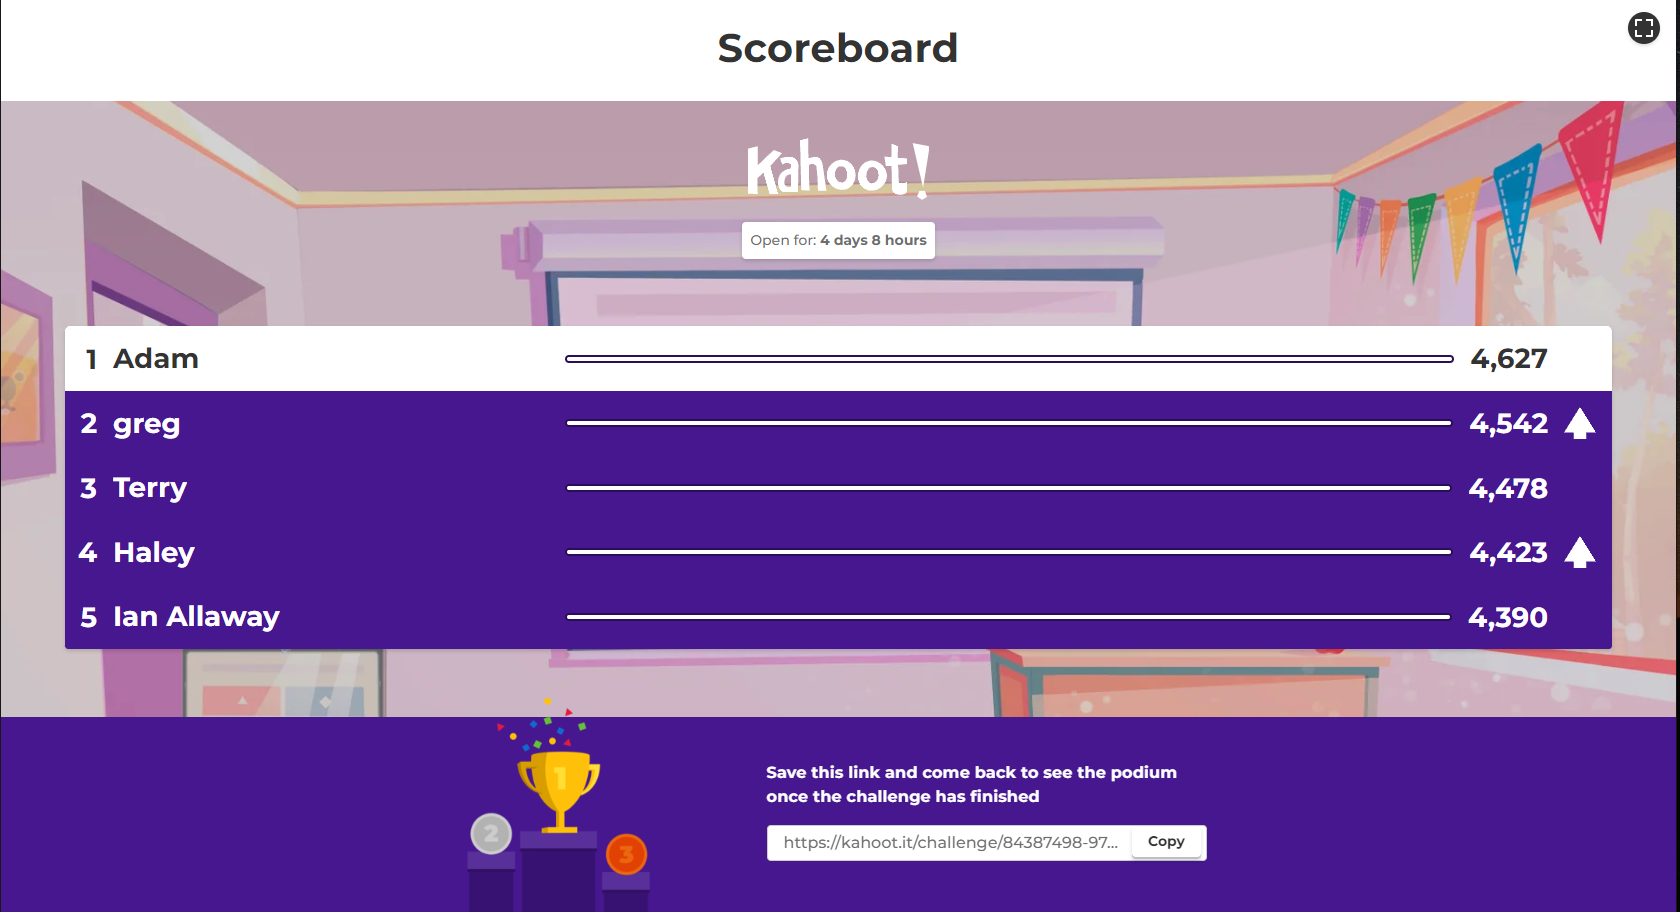 Scoreboard
Kahoot!
Open for: 4 days 8 hours
1 Adam 4,627
2 greg 4,542
3 Terry 4,478
4 Haley 4,423
5 Ian Allaway 4,390
1
2
3
Save this link and come back to see the podium
once the challenge has finished
https://kahoot.it/challenge/84387498-97... Copy